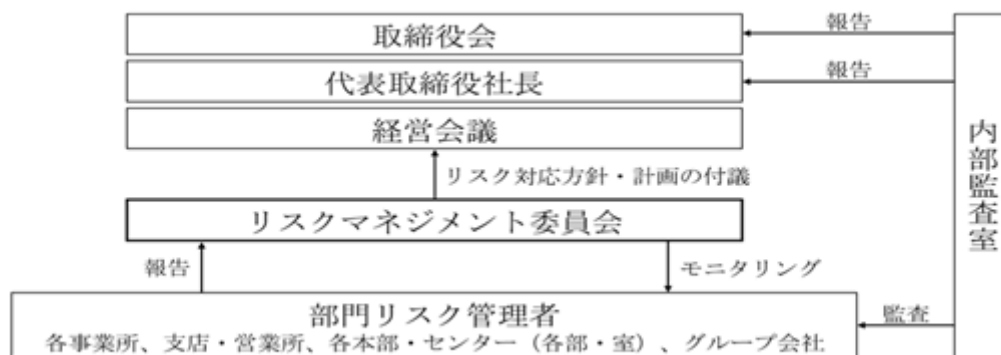 取締役会
報告
代表取締役社長
報告
経営会議
リスク対応方針・計画の付議
リスクマネジメント委員会
報告
モニタリング
部門リスク管理者
各事業所、支店・営業所、各本部・センター（各部・室）、グループ会社
監査
内部監査室